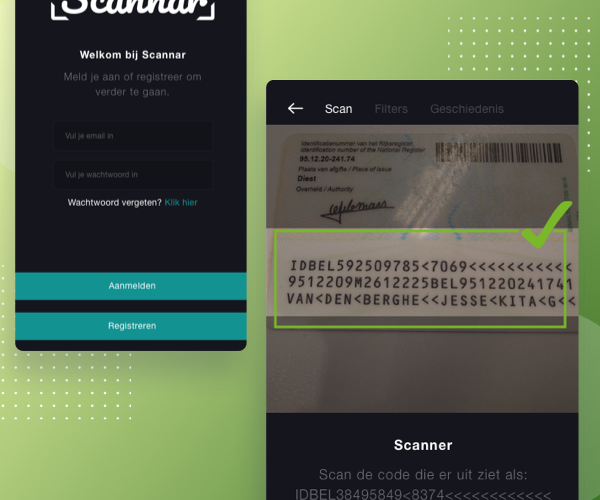 Scannar
Welkom bij Scannar
Meld je aan of registreer om
verder te gaan.
Vul je email in
Vul je wachtwoord in
Wachtwoord vergeten? Klik hier
Aanmelden
Registreren
Scan Filters Geschiedenis
Identificatienummer van het Rijksregister
Identification number of the National Register
95.12.20-241.74
Plaats van afgifte / Place of issue
Diest
Overheid / Authority
IDBEL592509785<7069<<<<<<<<<<<
9512209M2612225BEL951220241741
VAN<DEN<BERGHE<<JESSE<KITA<G<<
Scanner
Scan de code die er uit ziet als:
IDBEL38495849<8374<<<<<<<<<<<<